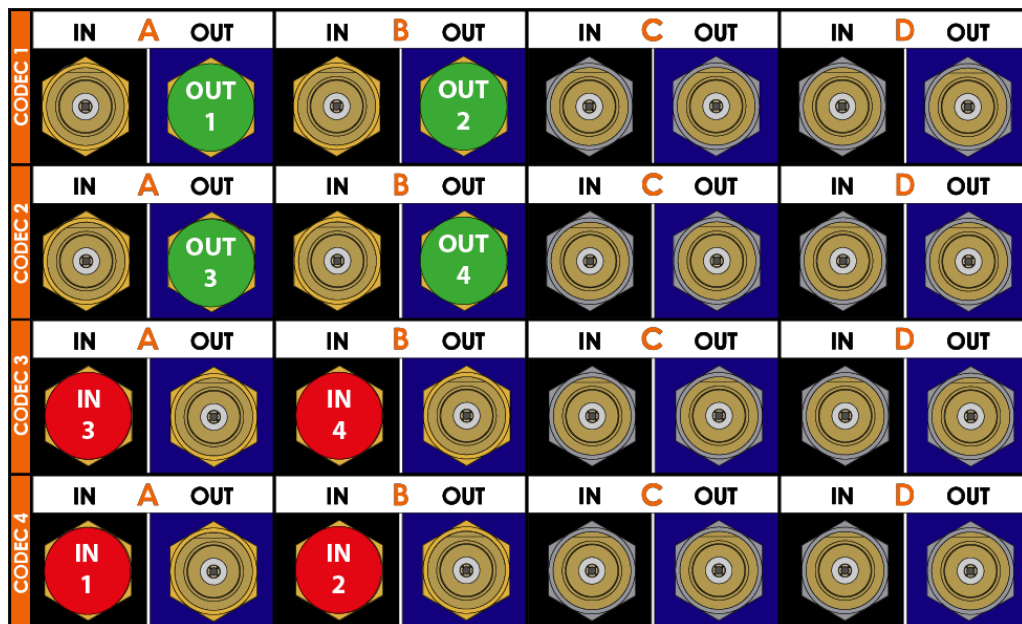 CODEC 1
IN A OUT IN B OUT IN C OUT IN D OUT
OUT
1
OUT
2
CODEC 2
IN A OUT IN B OUT IN C OUT IN D OUT
OUT
3
OUT
4
CODEC 3
IN A OUT IN B OUT IN C OUT IN D OUT
IN
3
IN
4
CODEC 4
IN A OUT IN B OUT IN C OUT IN D OUT
IN
1
IN
2